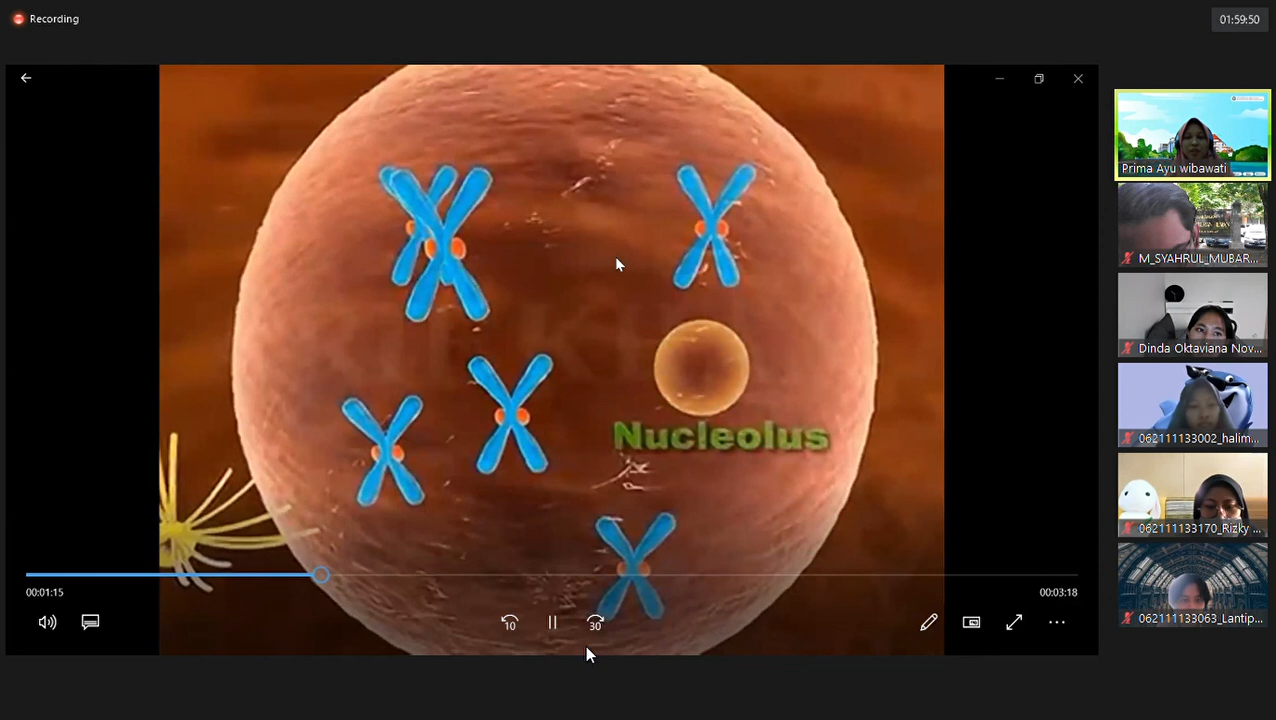 Recording
01:59:50
Prima Ayu wibawati
M_SYAHRUL_MUBAR...
Dinda Oktaviana Nov...
Nucleolus
062111133002_halim...
062111133170_Rizky ...
00:01:15
00:03:18
10
30
062111133063_Lantip...